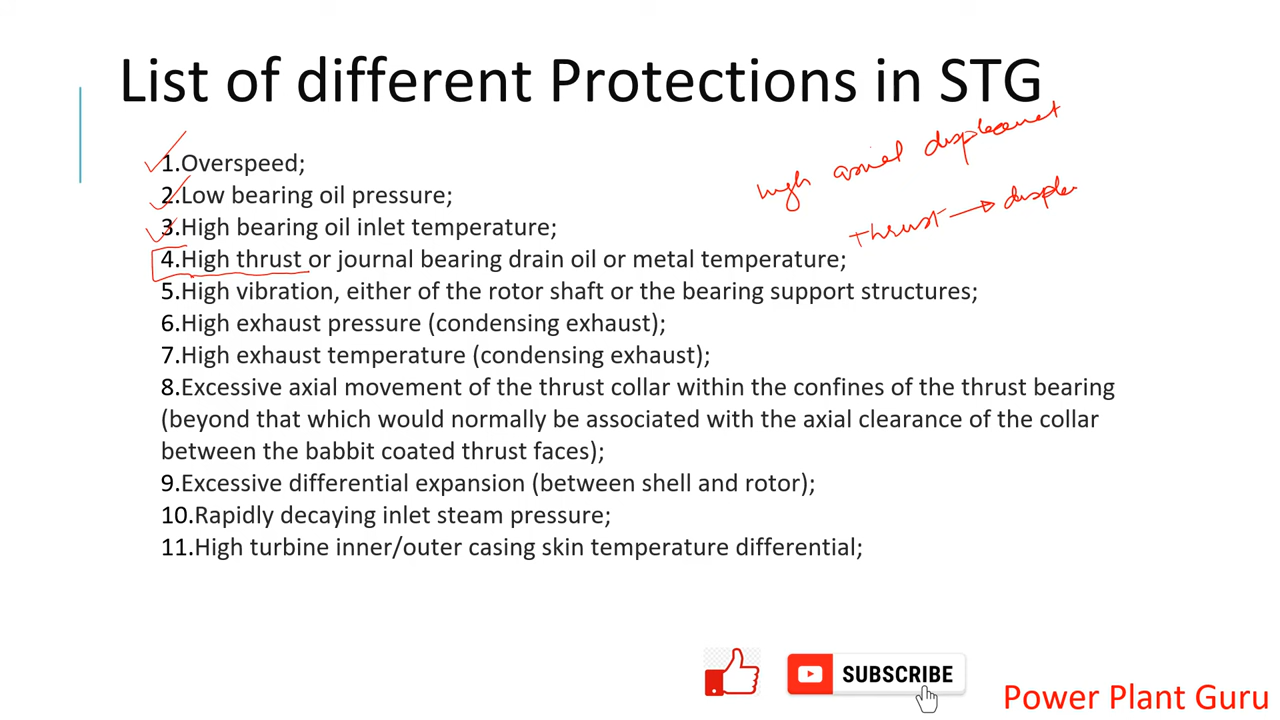 List of different Protections in STG
1.Overspeed;
2.Low bearing oil pressure;
3.High bearing oil inlet temperature;
4.High thrust or journal bearing drain oil or metal temperature;
5.High vibration, either of the rotor shaft or the bearing support structures;
6.High exhaust pressure (condensing exhaust);
7.High exhaust temperature (condensing exhaust);
8.Excessive axial movement of the thrust collar within the confines of the thrust bearing
(beyond that which would normally be associated with the axial clearance of the collar
between the babbit coated thrust faces);
9.Excessive differential expansion (between shell and rotor);
10.Rapidly decaying inlet steam pressure;
11.High turbine inner/outer casing skin temperature differential;
high axial displacement
thrust → disple
SUBSCRIBE
Power Plant Guru